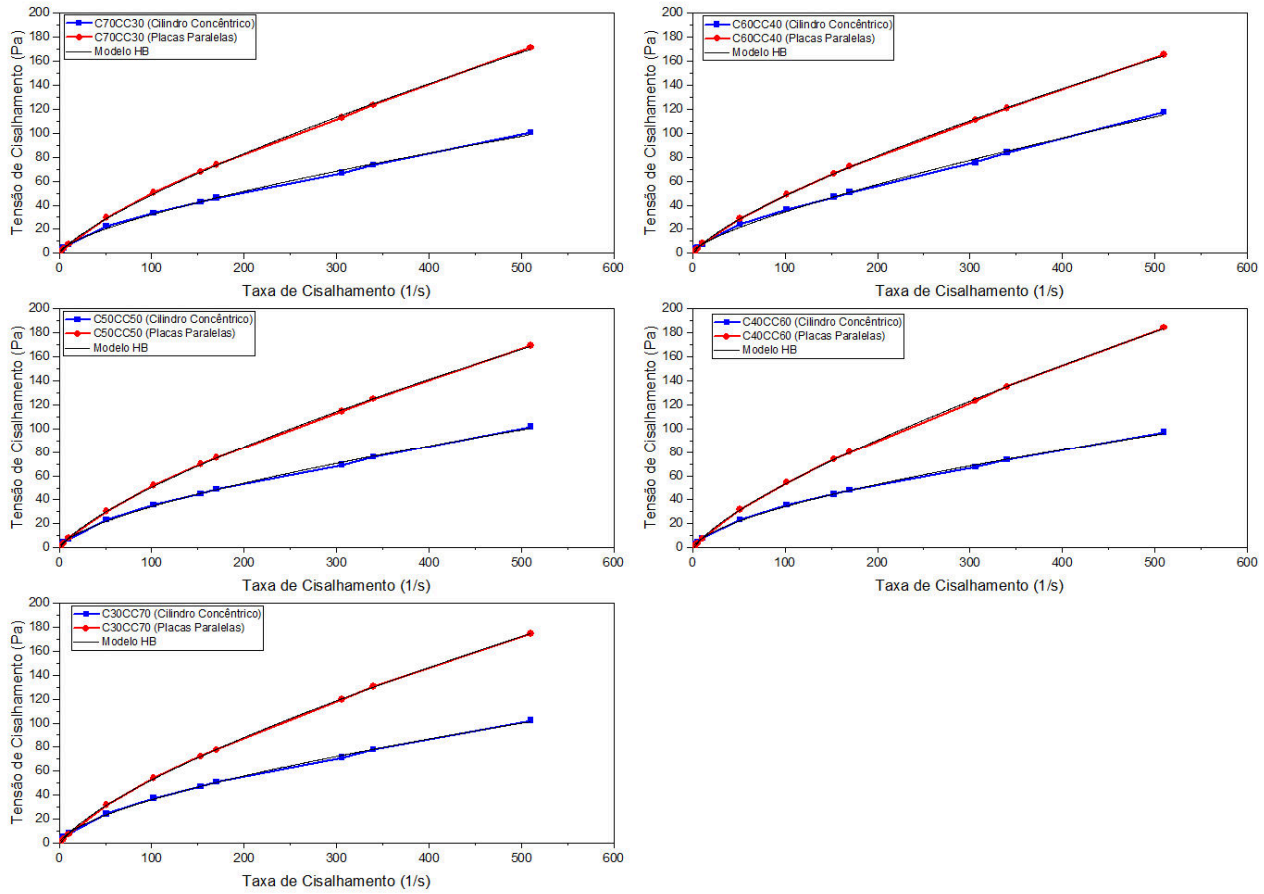 C70CC30 (Cilindro Concêntrico)
C70CC30 (Placas Paralelas)
Modelo HB
Tensão de Cisalhamento (Pa)
200
180
160
140
120
100
80
60
40
20
0
0 100 200 300 400 500 600
Taxa de Cisalhamento (1/s)
C60CC40 (Cilindro Concêntrico)
C60CC40 (Placas Paralelas)
Modelo HB
Tensão de Cisalhamento (Pa)
200
180
160
140
120
100
80
60
40
20
0
0 100 200 300 400 500 600
Taxa de Cisalhamento (1/s)
C50CC50 (Cilindro Concêntrico)
C50CC50 (Placas Paralelas)
Modelo HB
Tensão de Cisalhamento (Pa)
200
180
160
140
120
100
80
60
40
20
0
0 100 200 300 400 500 600
Taxa de Cisalhamento (1/s)
C40CC60 (Cilindro Concêntrico)
C40CC60 (Placas Paralelas)
Modelo HB
Tensão de Cisalhamento (Pa)
200
180
160
140
120
100
80
60
40
20
0
0 100 200 300 400 500 600
Taxa de Cisalhamento (1/s)
C30CC70 (Cilindro Concêntrico)
C30CC70 (Placas Paralelas)
Modelo HB
Tensão de Cisalhamento (Pa)
200
180
160
140
120
100
80
60
40
20
0
0 100 200 300 400 500 600
Taxa de Cisalhamento (1/s)